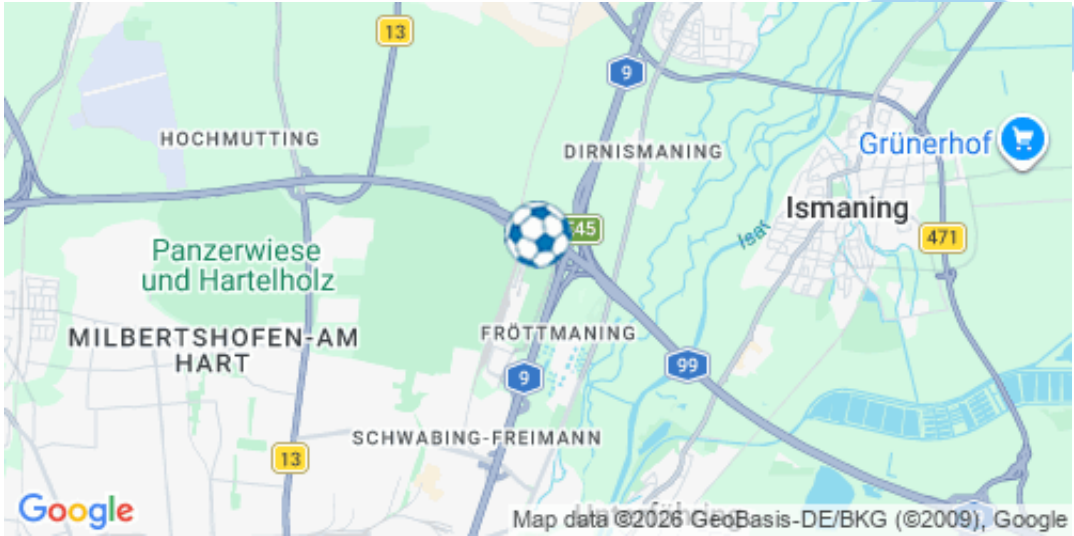 13
9
HOCHMUTTING
DIRNISMANING
Grünerhof
Ismaning
E45
Isar
471
Panzerwiese
und Hartelholz
MILBERTSHOFEN-AM
HART
FRÖTTMANING
9
99
SCHWABING-FREIMANN
13
Unterföhring
Google
Map data ©2026 GeoBasis-DE/BKG (©2009), Google